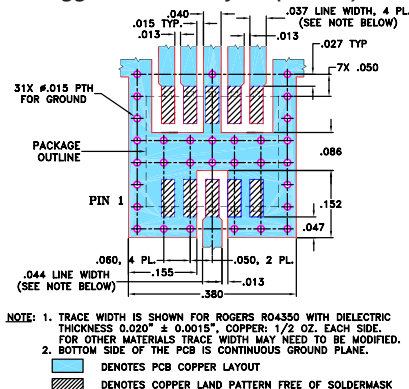 .040
.037 LINE WIDTH, 4 PL.
(SEE NOTE BELOW)
.015 TYP.
.013
.013
.027 TYP
7X .050
31X ø.015 PTH
FOR GROUND
PACKAGE
OUTLINE
.086
PIN 1
.152
.047
.060, 4 PL.
.050, 2 PL.
.044 LINE WIDTH
(SEE NOTE BELOW)
.155
.013
.380
NOTE: 1. TRACE WIDTH IS SHOWN FOR ROGERS RO4350 WITH DIELECTRIC
THICKNESS 0.020" ± 0.0015", COPPER: 1/2 OZ. EACH SIDE.
FOR OTHER MATERIALS TRACE WIDTH MAY NEED TO BE MODIFIED.
2. BOTTOM SIDE OF THE PCB IS CONTINUOUS GROUND PLANE.
DENOTES PCB COPPER LAYOUT
DENOTES COPPER LAND PATTERN FREE OF SOLDERMASK